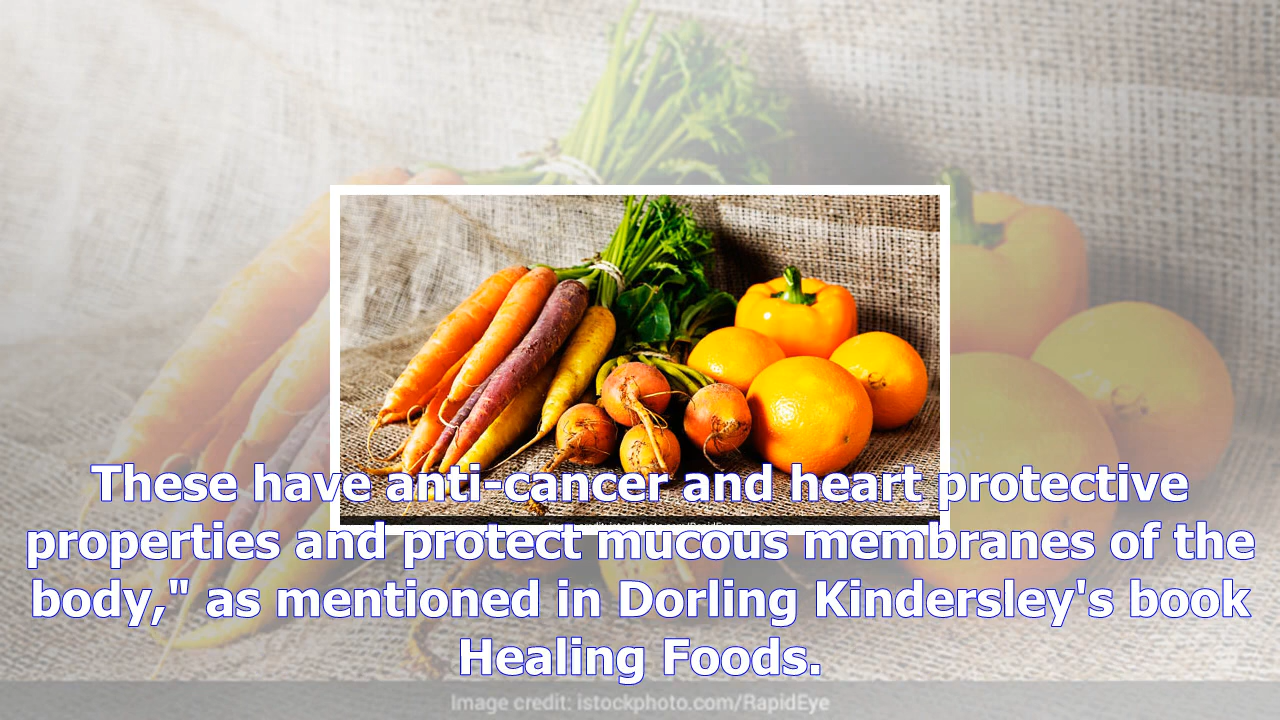 These have anti-cancer and heart protective
properties and protect mucous membranes of the
body," as mentioned in Dorling Kindersley's book
Healing Foods.
Image credit: istockphoto.com/RapidEye